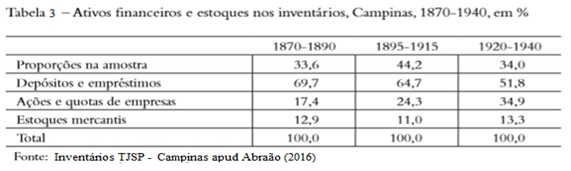 Tabela 3 – Ativos financeiros e estoques nos inventários, Campinas, 1870-1940, em %
1870-1890 1895-1915 1920-1940
Proporções na amostra 33,6 44,2 34,0
Depósitos e empréstimos 69,7 64,7 51,8
Ações e quotas de empresas 17,4 24,3 34,9
Estoques mercantis 12,9 11,0 13,3
Total 100,0 100,0 100,0
Fonte: Inventários TJSP - Campinas apud Abraão (2016)